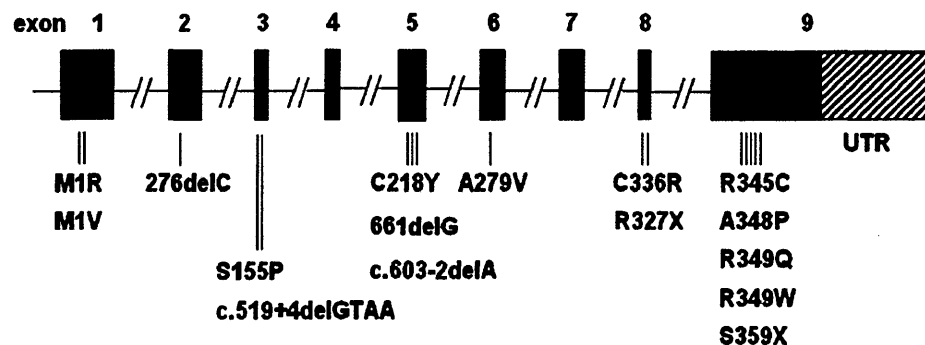 exon 1 2 3 4 5 6 7 8 9
UTR
M1R 276delC C218Y A279V C336R R345C
M1V 661delG R327X A348P
S155P c.603-2delA R349Q
c.519+4delGTAA R349W
S359X